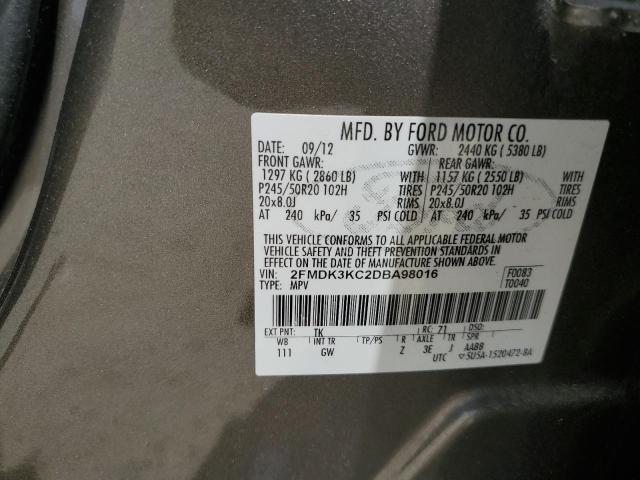 MFD. BY FORD MOTOR CO.
DATE: 09/12 GVWR: 2440 KG ( 5380 LB)
FRONT GAWR: REAR GAWR:
1297 KG ( 2860 LB) WITH 1157 KG ( 2550 LB) WITH
P245/50R20 102H TIRES P245/50R20 102H TIRES
20x8.0J RIMS 20x8.0J RIMS
AT 240 kPa/ 35 PSI COLD AT 240 kPa/ 35 PSI COLD
THIS VEHICLE CONFORMS TO ALL APPLICABLE FEDERAL MOTOR
VEHICLE SAFETY AND THEFT PREVENTION STANDARDS IN
EFFECT ON THE DATE OF MANUFACTURE SHOWN ABOVE.
VIN: 2FMDK3KC2DBA98016 F0083
TYPE: MPV T0040
EXT PNT: TK RC: 71 DSO:
WB INT TR TP/PS R AXLE TR SPR
111 GW Z 3E J AABB
UTC 5U5A-1520472-BA